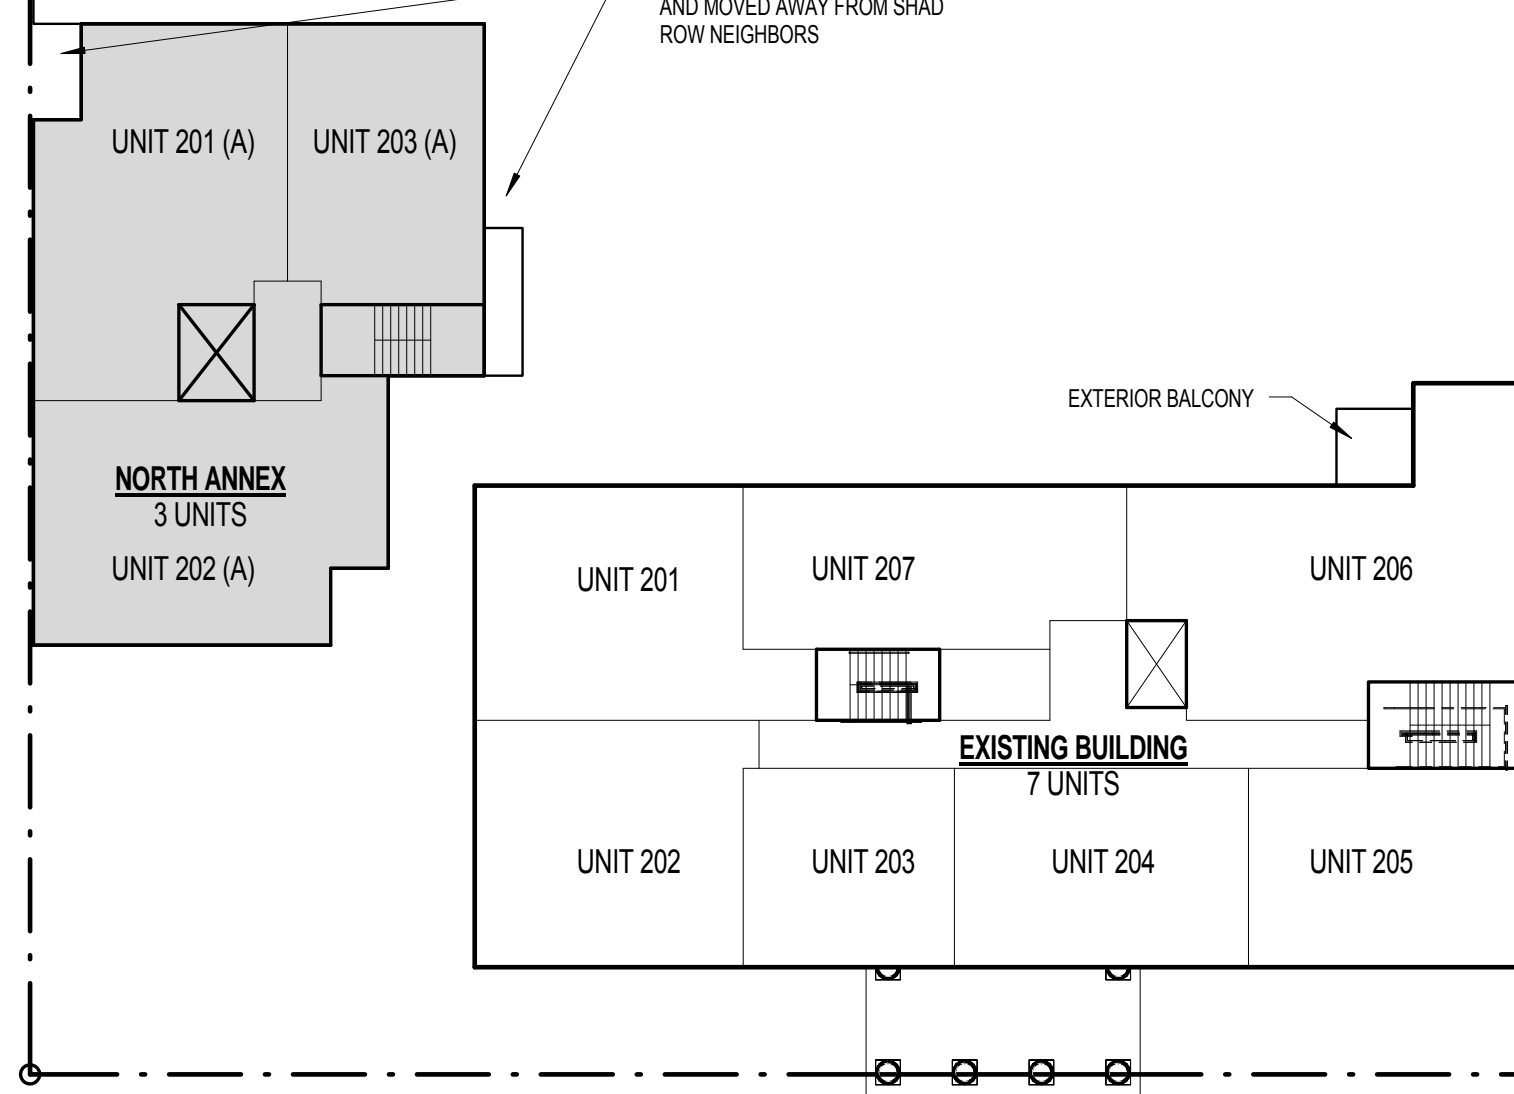 AND MOVED AWAY FROM SHAD
ROW NEIGHBORS
UNIT 201 (A)
UNIT 203 (A)
EXTERIOR BALCONY
NORTH ANNEX
3 UNITS
UNIT 202 (A)
UNIT 201
UNIT 207
UNIT 206
EXISTING BUILDING
7 UNITS
UNIT 202
UNIT 203
UNIT 204
UNIT 205